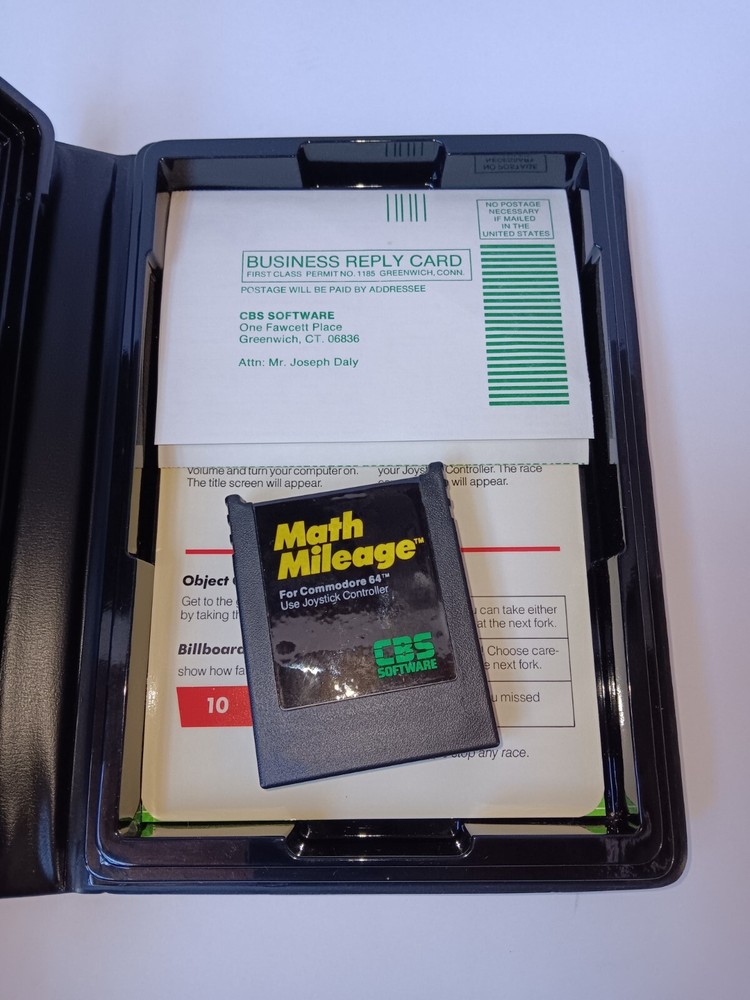 NO POSTAGE
NECESSARY
IF MAILED
IN THE
UNITED STATES
BUSINESS REPLY CARD
FIRST CLASS PERMIT NO. 1185 GREENWICH, CONN.
POSTAGE WILL BE PAID BY ADDRESSEE
CBS SOFTWARE
One Fawcett Place
Greenwich, CT. 06836
Attn: Mr. Joseph Daly
volume and turn your computer on.
The title screen will appear.
your Joystick Controller. The race
will appear.
Object
Get to the
by taking th
can take either
at the next fork.
Billboard
show how fa
Choose care-
e next fork.
10
u missed
stop any race.
Math
Mileage™
For Commodore 64™
Use Joystick Controller
CBS
SOFTWARE